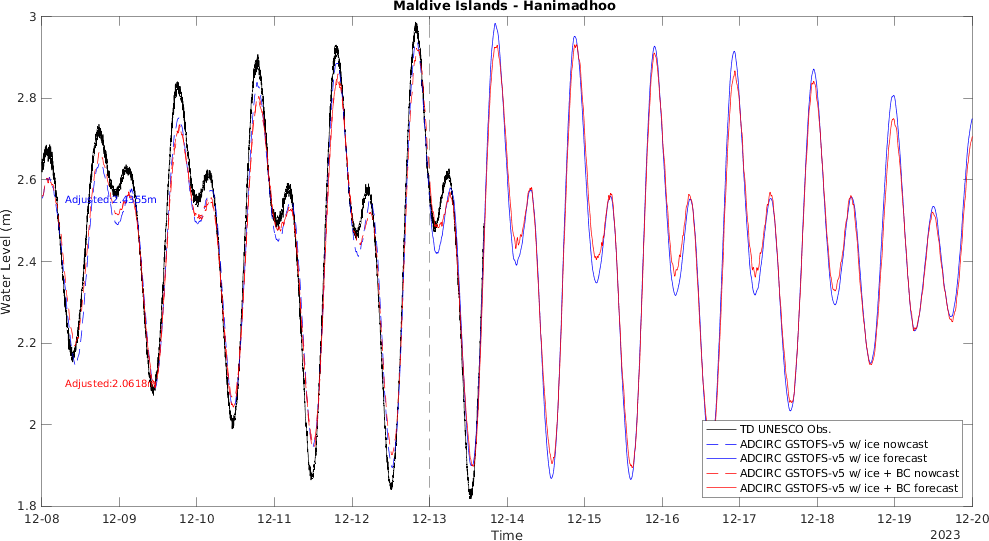 Maldive Islands - Hanimadhoo
3
2.8
2.6
2.4
2.2
2
1.8
Water Level (m)
Adjusted:2.4355m
Adjusted:2.0618m
TD UNESCO Obs.
ADCIRC GSTOFS-v5 w/ ice nowcast
ADCIRC GSTOFS-v5 w/ ice forecast
ADCIRC GSTOFS-v5 w/ ice + BC nowcast
ADCIRC GSTOFS-v5 w/ ice + BC forecast
12-08 12-09 12-10 12-11 12-12 12-13 12-14 12-15 12-16 12-17 12-18 12-19 12-20
Time
2023